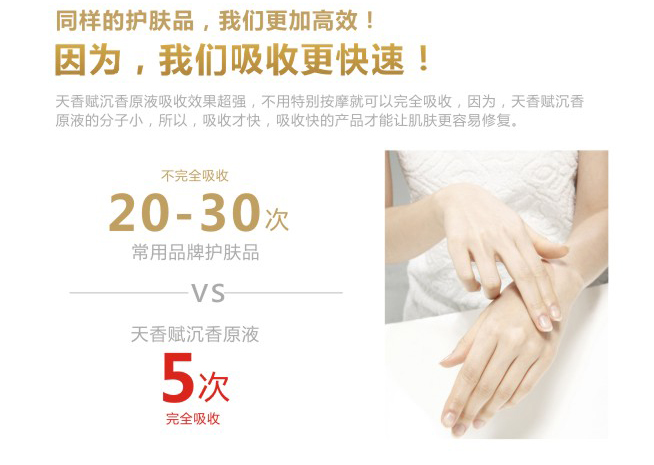 同样的护肤品，我们更加高效！
因为，我们吸收更快速！
天香赋沉香原液吸收效果超强，不用特别按摩就可以完全吸收，因为，天香赋沉香
原液的分子小，所以，吸收才快，吸收快的产品才能让肌肤更容易修复。
不完全吸收
20-30次
常用品牌护肤品
VS
天香赋沉香原液
5次
完全吸收